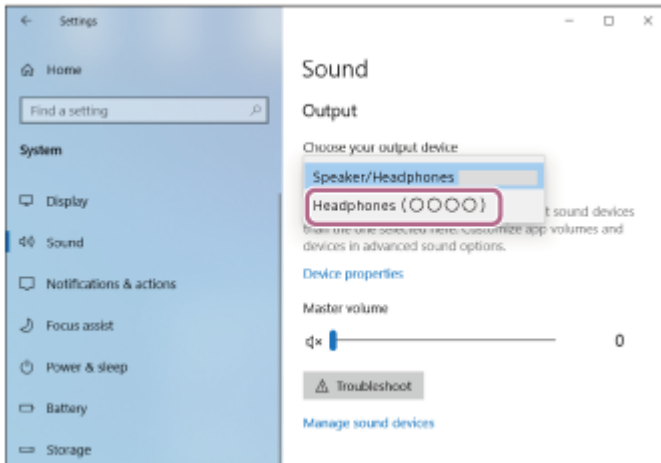 Settings
Home
Find a setting
System
Display
Sound
Notifications & actions
Focus assist
Power & sleep
Battery
Storage
Sound
Output
Choose your output device
Speaker/Headphones
Headphones (○○○○)
t sound devices
than the one selected here. Customize app volumes and
devices in advanced sound options.
Device properties
Master volume
0
Troubleshoot
Manage sound devices